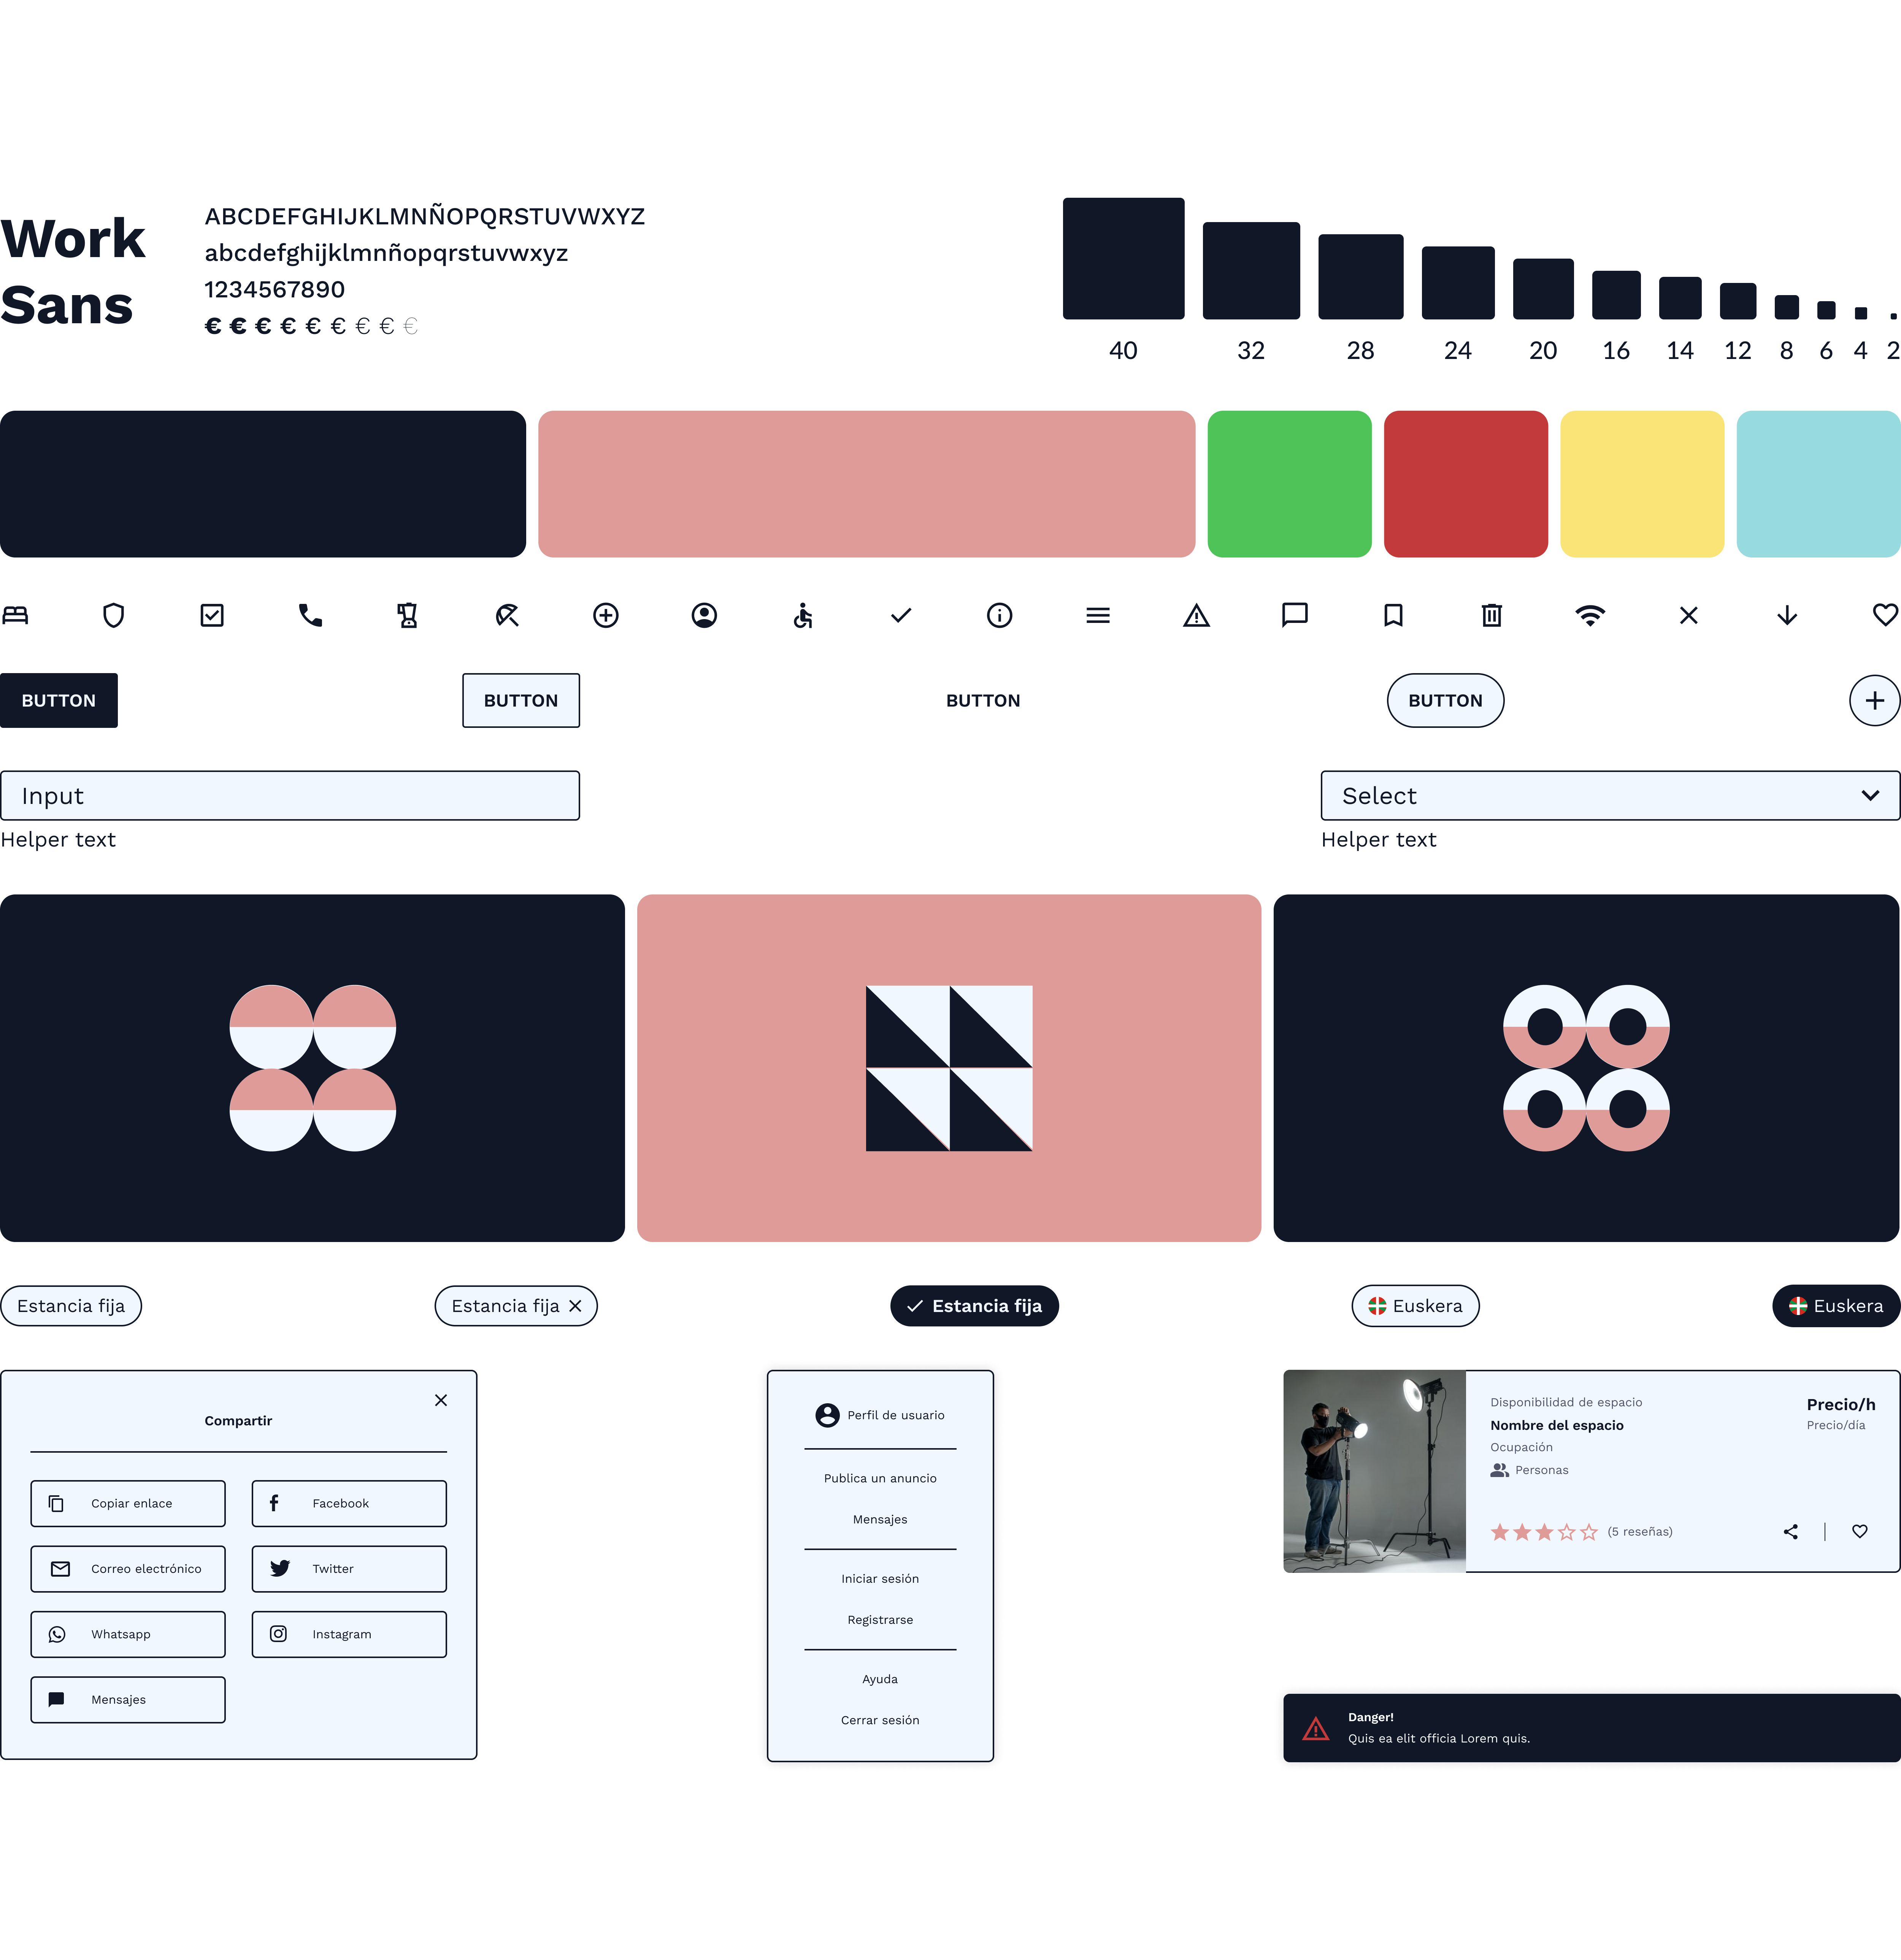 Work
Sans
ABCDEFGHIJKLMNÑOPQRSTUVWXYZ
abcdefghijklmnñopqrstuvwxyz
1234567890
€ € € € € € € € €
40 32 28 24 20 16 14 12 8 6 4 2
BUTTON BUTTON BUTTON BUTTON
Input
Helper text
Select
Helper text
Estancia fija
Estancia fija
Estancia fija
Euskera
Euskera
Compartir
Copiar enlace
Facebook
Correo electrónico
Twitter
Whatsapp
Instagram
Mensajes
Perfil de usuario
Publica un anuncio
Mensajes
Iniciar sesión
Registrarse
Ayuda
Cerrar sesión
Disponibilidad de espacio
Nombre del espacio
Ocupación
Personas
Precio/h
Precio/día
(5 reseñas)
Danger!
Quis ea elit officia Lorem quis.